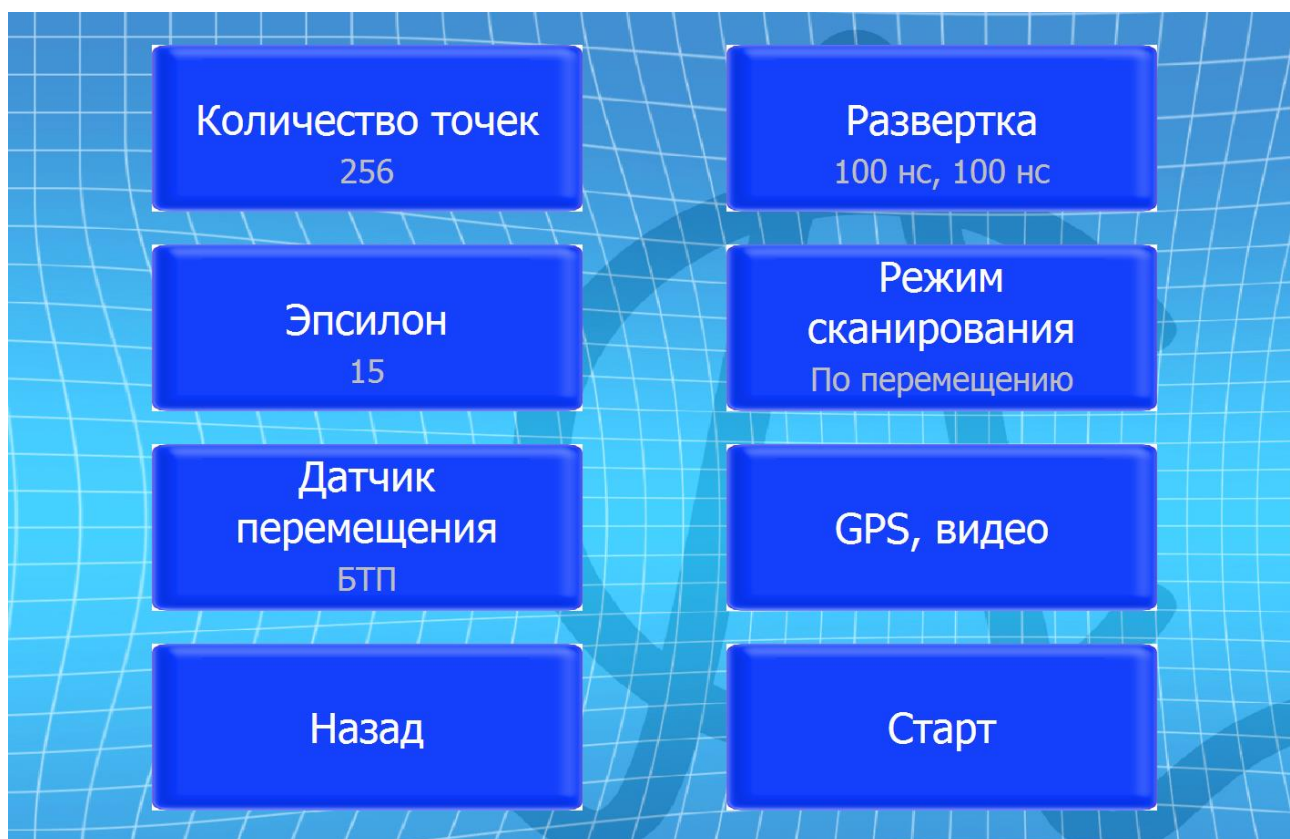 Количество точек
256
Развертка
100 нс, 100 нс
Эпсилон
15
Режим
сканирования
По перемещению
Датчик
перемещения
БТП
GPS, видео
Назад
Старт